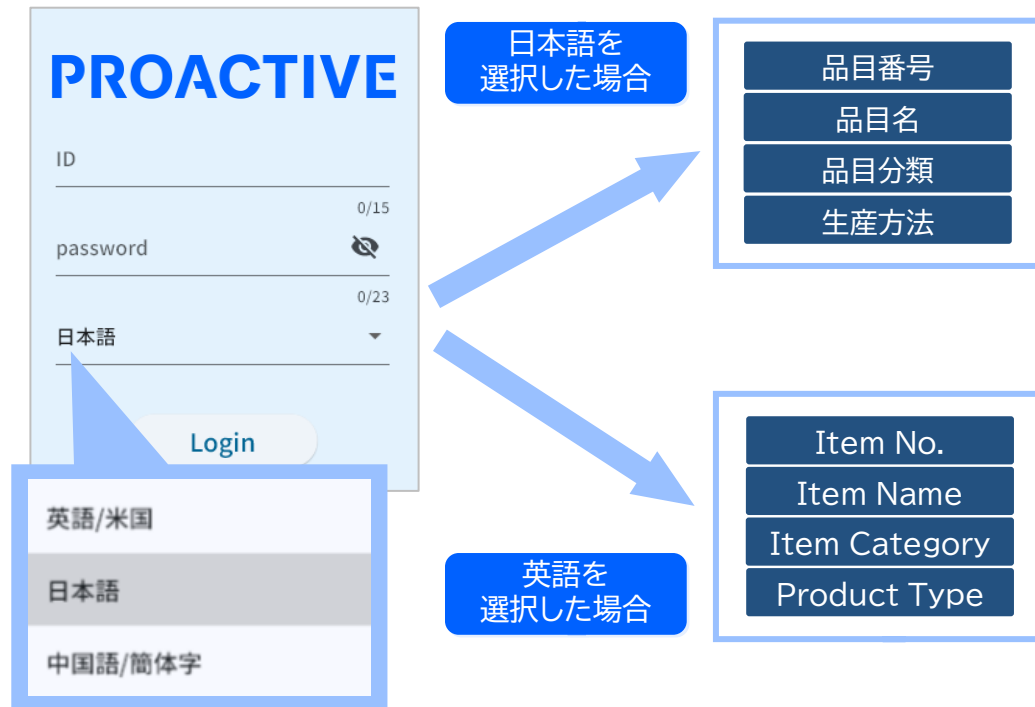 PROACTIVE
ID
0/15
password
0/23
日本語
Login
英語/米国
日本語
中国語/簡体字
日本語を
選択した場合
品目番号
品目名
品目分類
生産方法
英語を
選択した場合
Item No.
Item Name
Item Category
Product Type